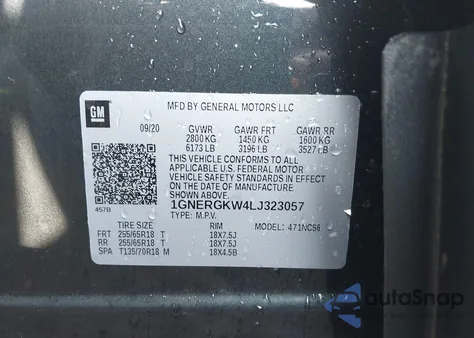 GM
MFD BY GENERAL MOTORS LLC
09/20 GVWR GAWR FRT GAWR RR
2800 KG 1450 KG 1600 KG
6173 LB 3196 LB 3527 LB
THIS VEHICLE CONFORMS TO ALL
APPLICABLE U.S. FEDERAL MOTOR
VEHICLE SAFETY STANDARDS IN
EFFECT ON THE DATE OF MANUFACTURE
SHOWN ABOVE.
1GNERGKW4LJ323057
457B
TYPE: M.P.V. MODEL: 471NC56
TIRE SIZE RIM
FRT 255/65R18 T 18X7.5J
RR 255/65R18 T 18X7.5J
SPA T135/70R18 M 18X4.5B
autoSnap